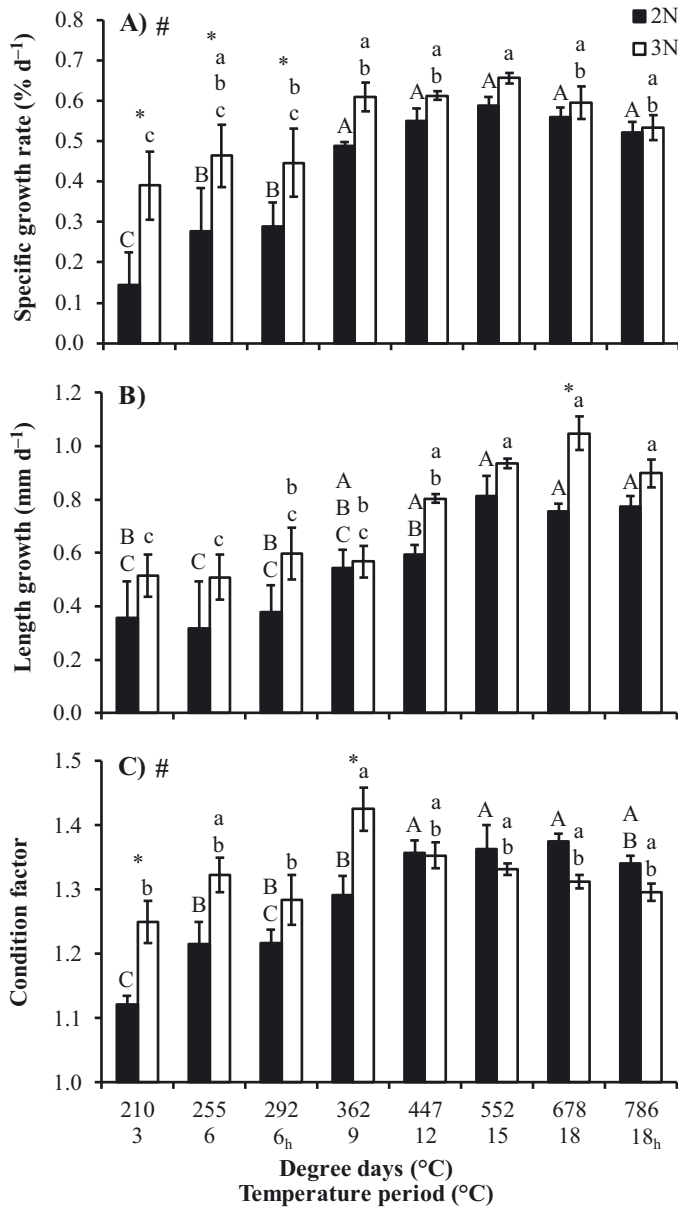 A) #
2N
3N
Specific growth rate (% d⁻¹)
0.8
0.7
0.6
0.5
0.4
0.3
0.2
0.1
0.0
C
*
c
B
*
a
b
c
B
*
b
c
A
a
b
A
a
b
A
a
A
a
b
A
a
b
B)
Length growth (mm d⁻¹)
1.2
1.0
0.8
0.6
0.4
0.2
0.0
B
C
c
C
c
B
C
b
c
A
B
C
b
c
A
B
a
b
A
a
A
*
a
A
a
C) #
Condition factor
1.5
1.4
1.3
1.2
1.1
1.0
C
*
b
B
a
b
B
C
b
B
*
a
A
a
b
A
a
b
A
a
b
A
B
a
b
210 255 292 362 447 552 678 786
3 6 6h 9 12 15 18 18h
Degree days (°C)
Temperature period (°C)